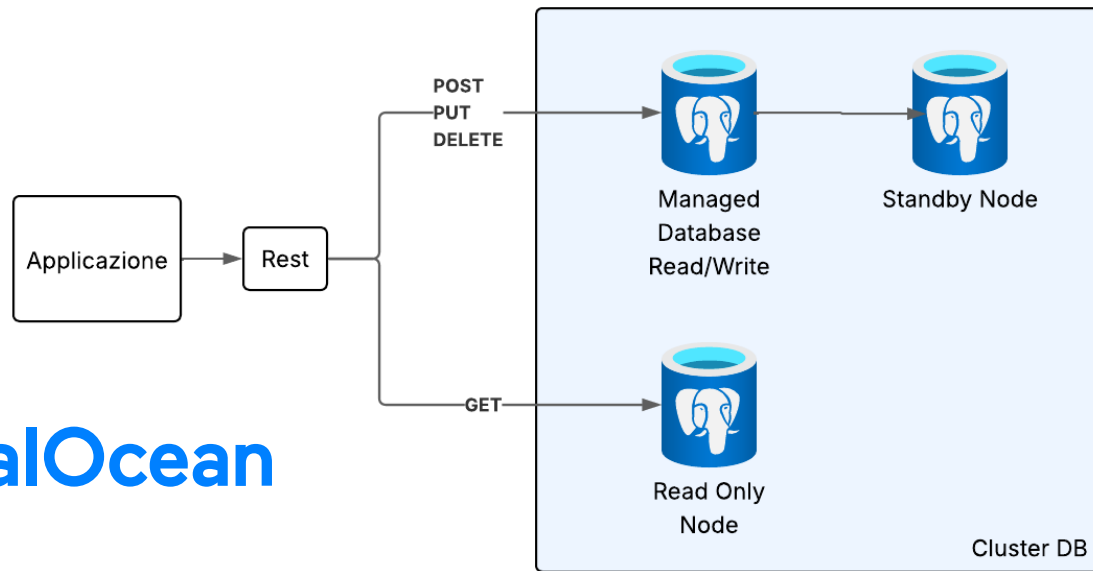 POST
PUT
DELETE
Managed
Database
Read/Write
Standby Node
Applicazione
Rest
GET
alOcean
Read Only
Node
Cluster DB